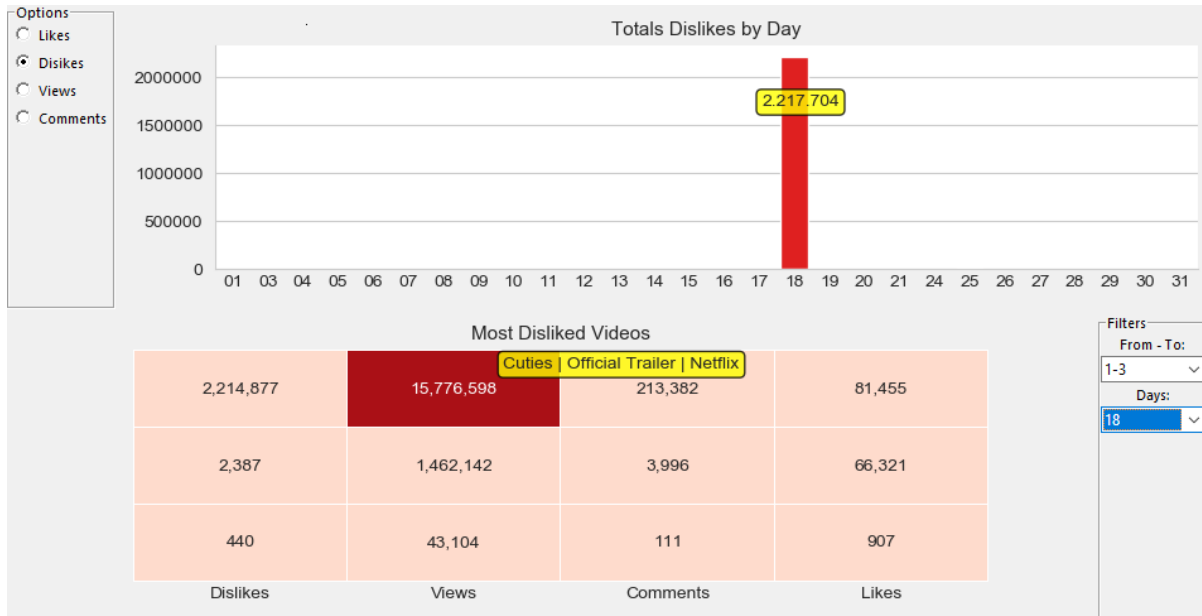 Options
Likes
Disikes
Views
Comments
Totals Dislikes by Day
2000000
1500000
1000000
500000
0
2.217.704
01 03 04 05 06 07 08 09 10 11 12 13 14 15 16 17 18 19 20 21 24 25 26 27 28 29 30 31
Most Disliked Videos
Cuties | Official Trailer | Netflix
2,214,877 15,776,598 213,382 81,455
2,387 1,462,142 3,996 66,321
440 43,104 111 907
Dislikes Views Comments Likes
Filters
From - To:
1-3
Days:
18